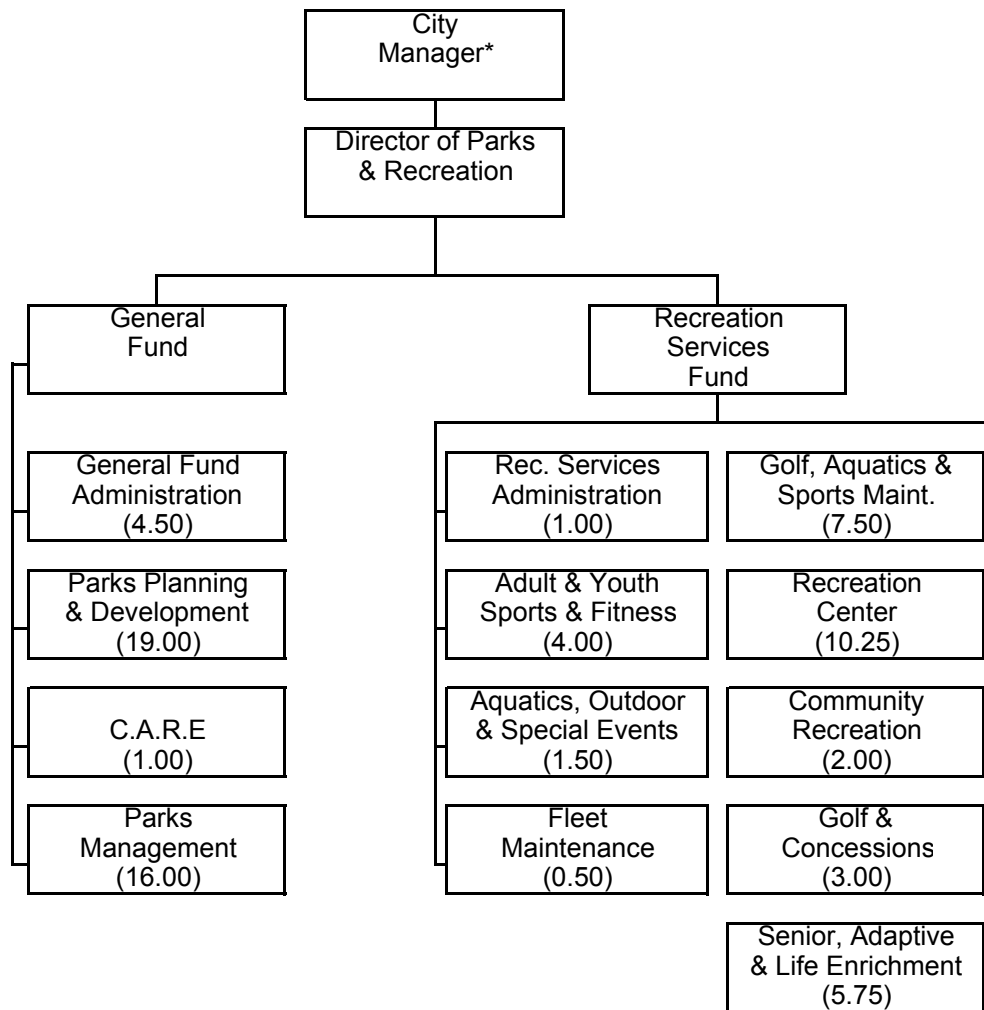 City
Manager*
Director of Parks
& Recreation
General
Fund
Recreation
Services
Fund
General Fund
Administration
(4.50)
Parks Planning
& Development
(19.00)
C.A.R.E
(1.00)
Parks
Management
(16.00)
Rec. Services
Administration
(1.00)
Adult & Youth
Sports & Fitness
(4.00)
Aquatics, Outdoor
& Special Events
(1.50)
Fleet
Maintenance
(0.50)
Golf, Aquatics &
Sports Maint.
(7.50)
Recreation
Center
(10.25)
Community
Recreation
(2.00)
Golf &
Concessions
(3.00)
Senior, Adaptive
& Life Enrichment
(5.75)